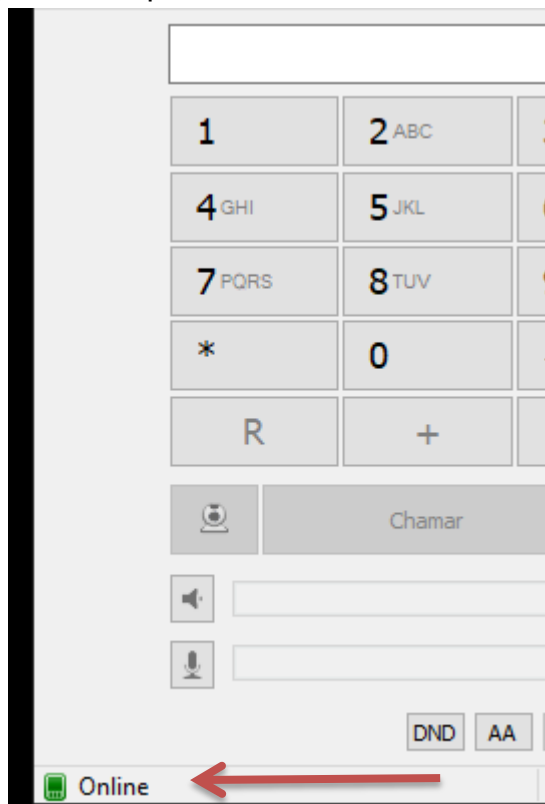 1 2 ABC
4 GHI 5 JKL
7 PQRS 8 TUV
* 0
R +
Chamar
DND AA
Online